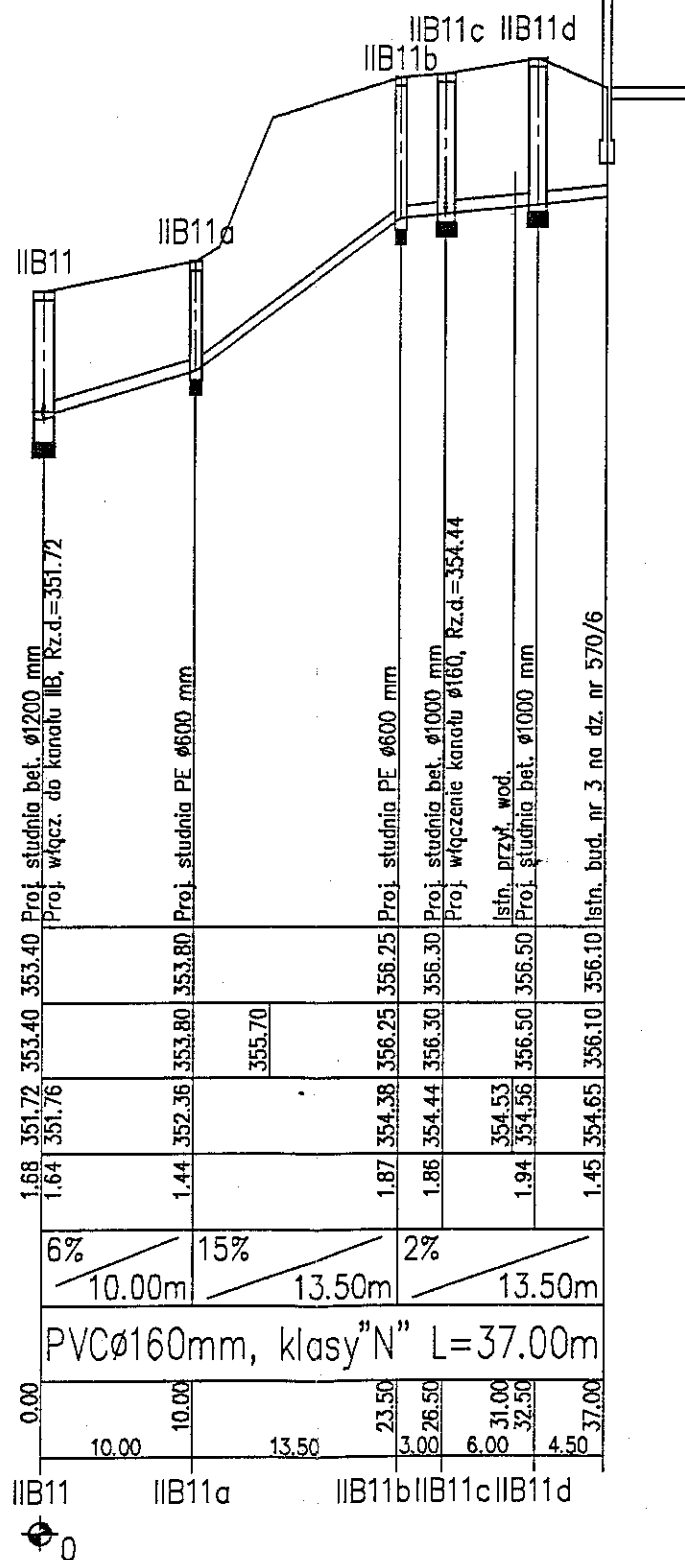 IIB11
IIB11a
IIB11b
IIB11c
IIB11d
Proj. studnia bet. ø1200 mm
Proj. włącz. do kanału IIB, Rz.d.=351.72
Proj. studnia PE ø600 mm
Proj. studnia PE ø600 mm
Proj. studnia bet. ø1000 mm
Proj. włączenie kanału ø160, Rz.d.=354.44
Istn. przył. wod.
Proj. studnia bet. ø1000 mm
Istn. bud. nr 3 na dz. nr 570/6
353.40 353.80 356.25 356.30 356.50 356.10
353.40 353.80 355.70 356.25 356.30 356.50 356.10
351.72 351.76 352.36 354.38 354.44 354.53 354.56 354.65
1.68 1.64 1.44 1.87 1.86 1.94 1.45
6% 15% 2%
10.00m 13.50m 13.50m
PVCø160mm, klasy"N" L=37.00m
0.00 10.00 23.50 26.50 31.00 32.50 37.00
10.00 13.50 3.00 6.00 4.50
IIB11 IIB11a IIB11b IIB11c IIB11d
0